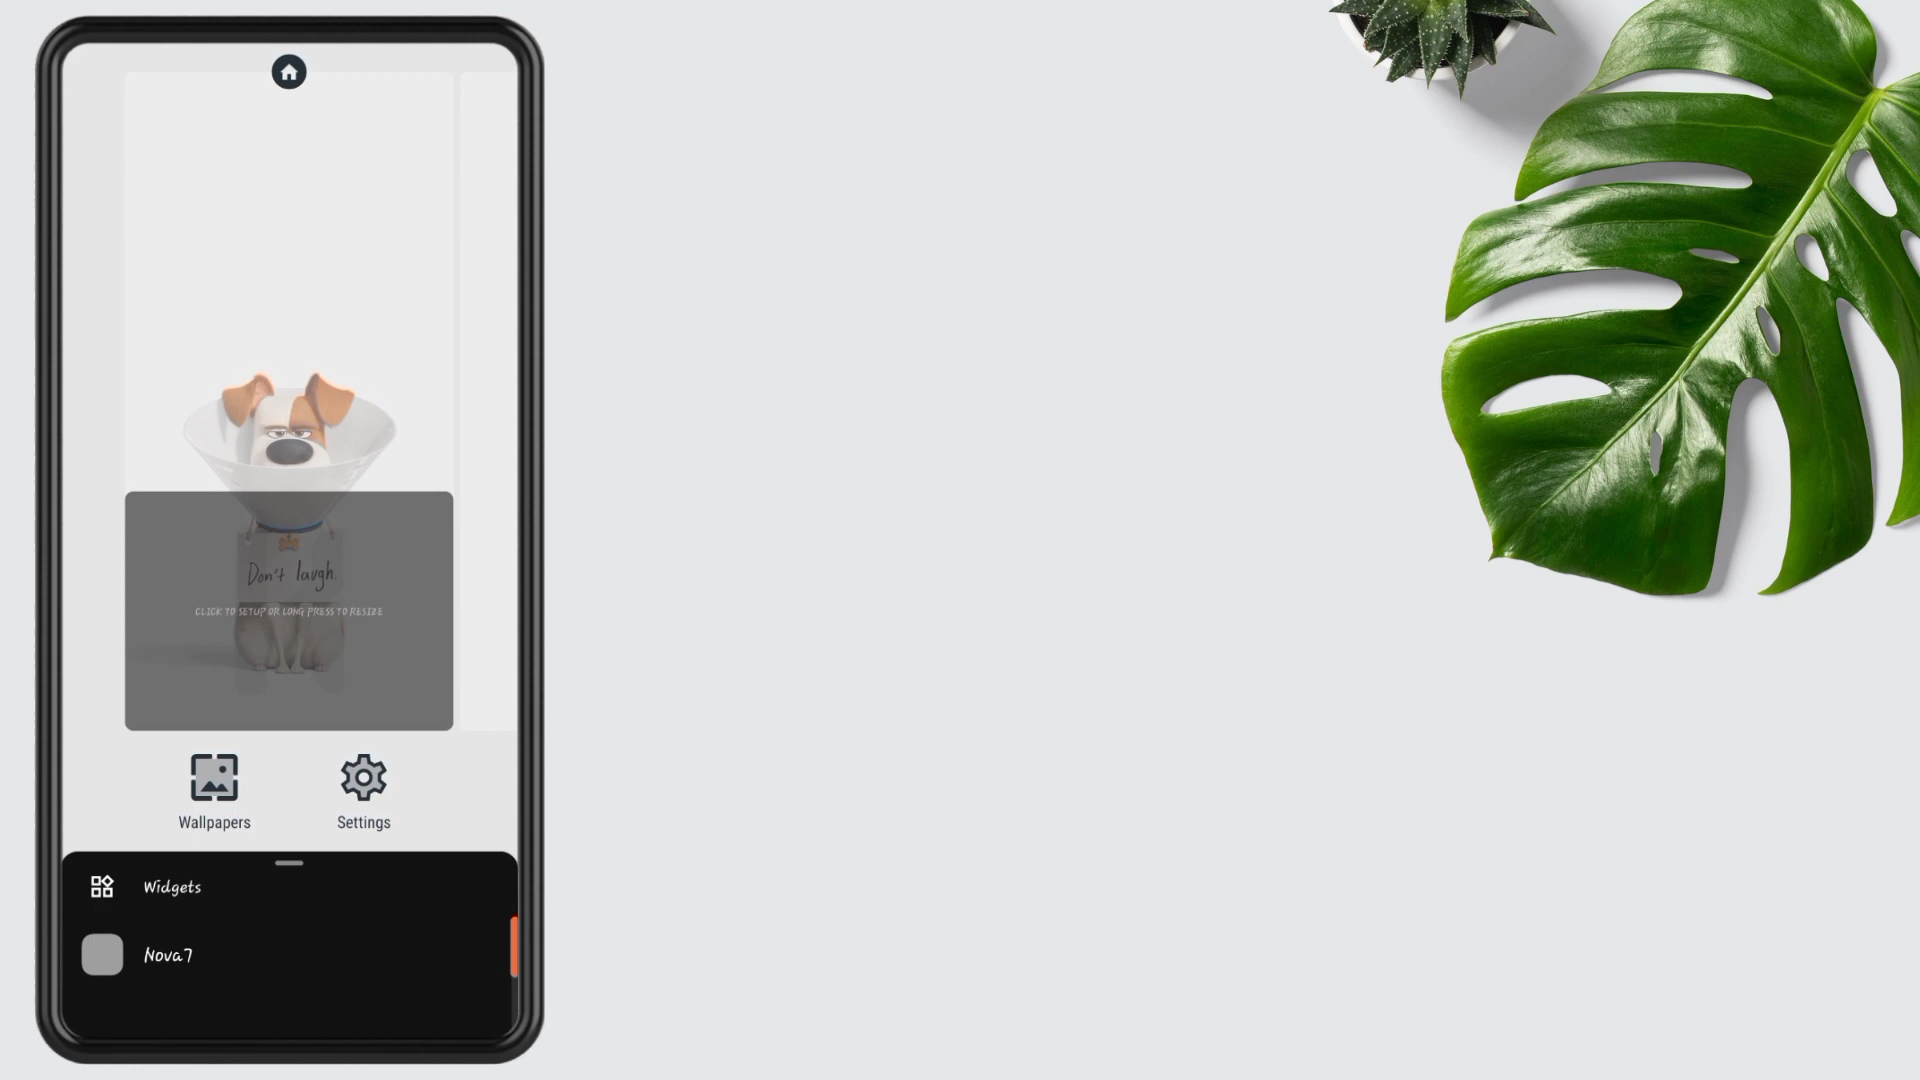 Don't laugh.
CLICK TO SETUP OR LONG PRESS TO RESIZE
Wallpapers
Settings
Widgets
Nova7